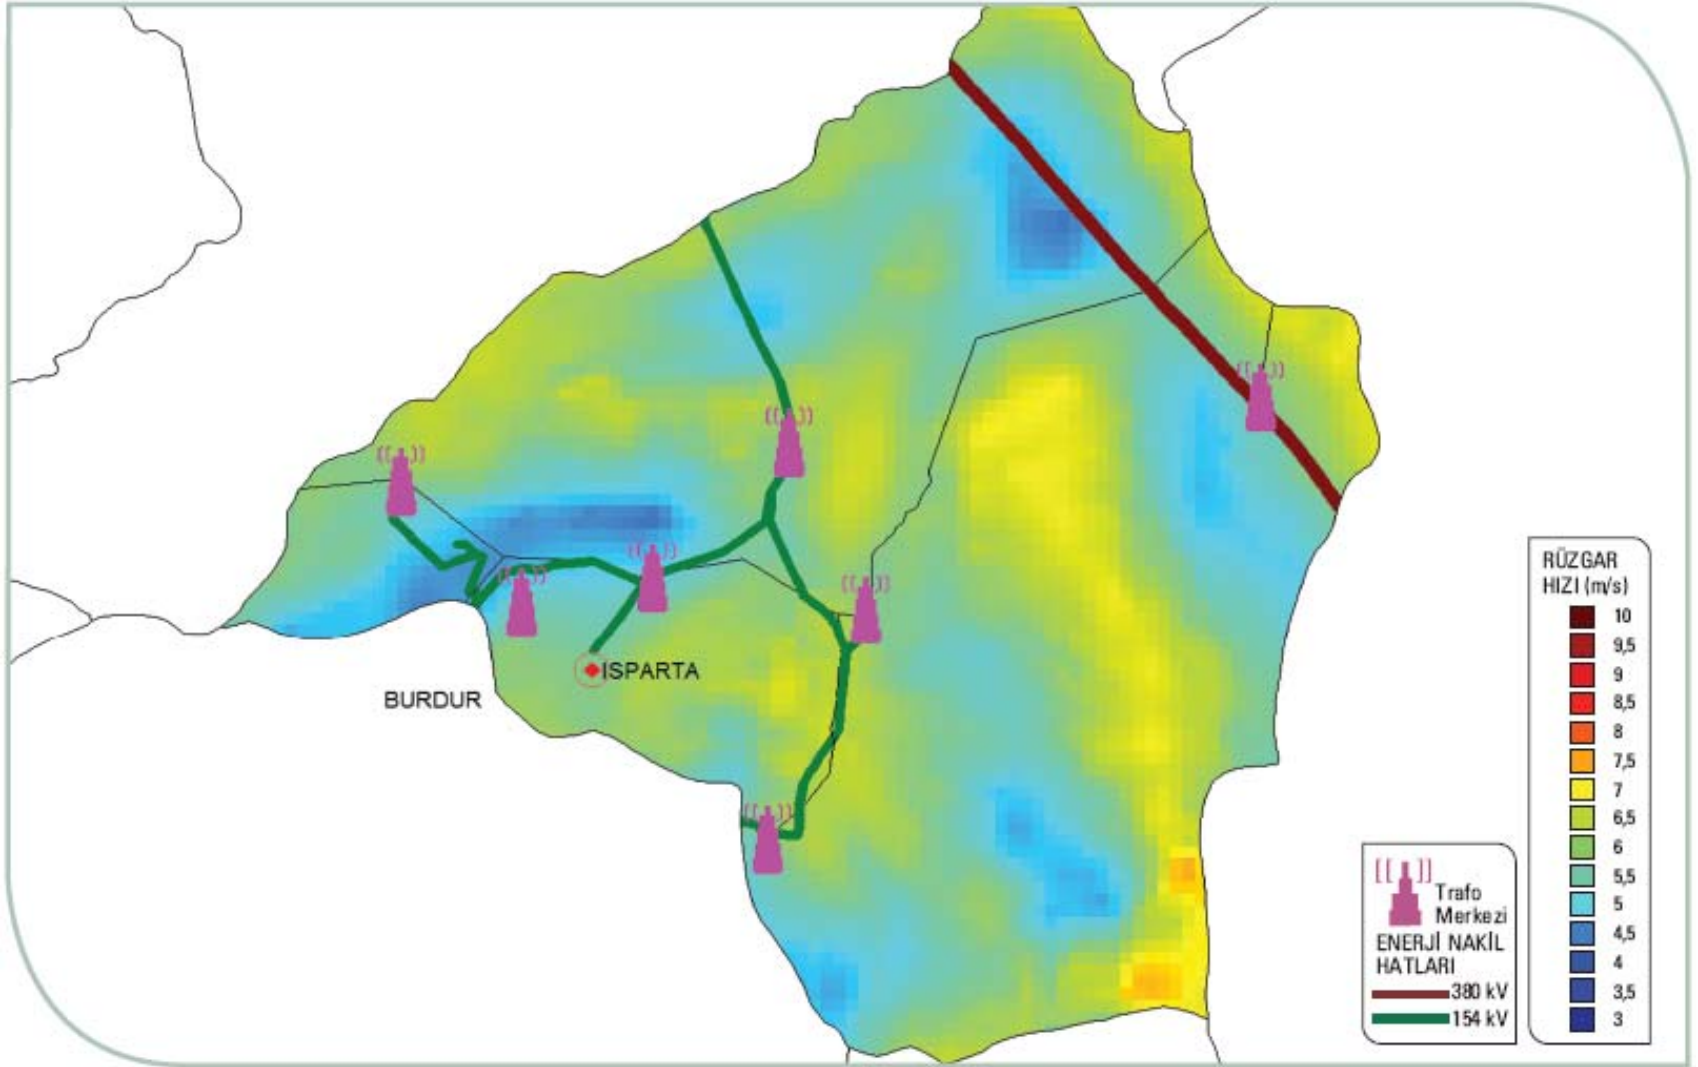 ISPARTA
BURDUR
RÜZGAR
HIZI (m/s)
10
9,5
9
8,5
8
7,5
7
6,5
6
5,5
5
4,5
4
3,5
3
Trafo
Merkezi
ENERJİ NAKİL
HATLARI
380 kV
154 kV